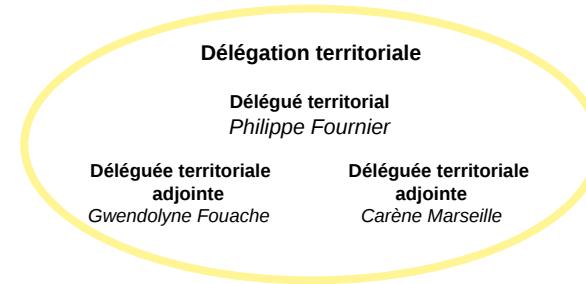 Délégation territoriale
Délégué territorial
Philippe Fournier
Déléguée territoriale
adjointe
Gwendolyne Fouache
Déléguée territoriale
adjointe
Carène Marseille